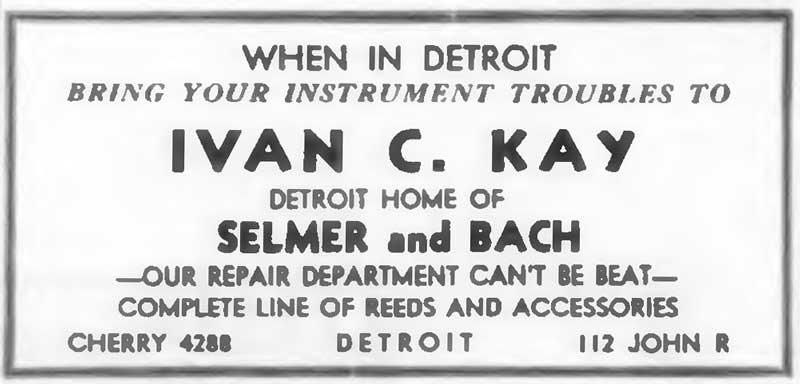 WHEN IN DETROIT
BRING YOUR INSTRUMENT TROUBLES TO
IVAN C. KAY
DETROIT HOME OF
SELMER and BACH
—OUR REPAIR DEPARTMENT CAN'T BE BEAT—
COMPLETE LINE OF REEDS AND ACCESSORIES
CHERRY 4288 DETROIT 112 JOHN R